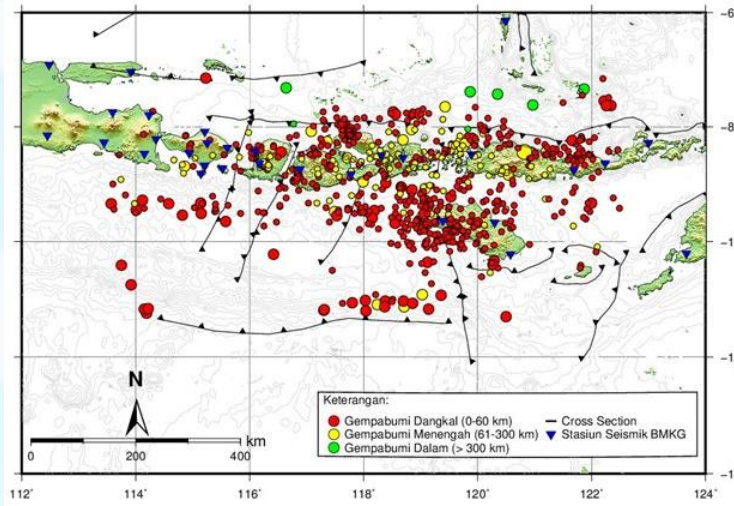 -6
-8
-1
-1
-1
N
km
0 200 400
Keterangan:
Gempabumi Dangkal (0-60 km)
Gempabumi Menengah (61-300 km)
Gempabumi Dalam (> 300 km)
Cross Section
Stasiun Seismik BMKG
112° 114° 116° 118° 120° 122° 124°